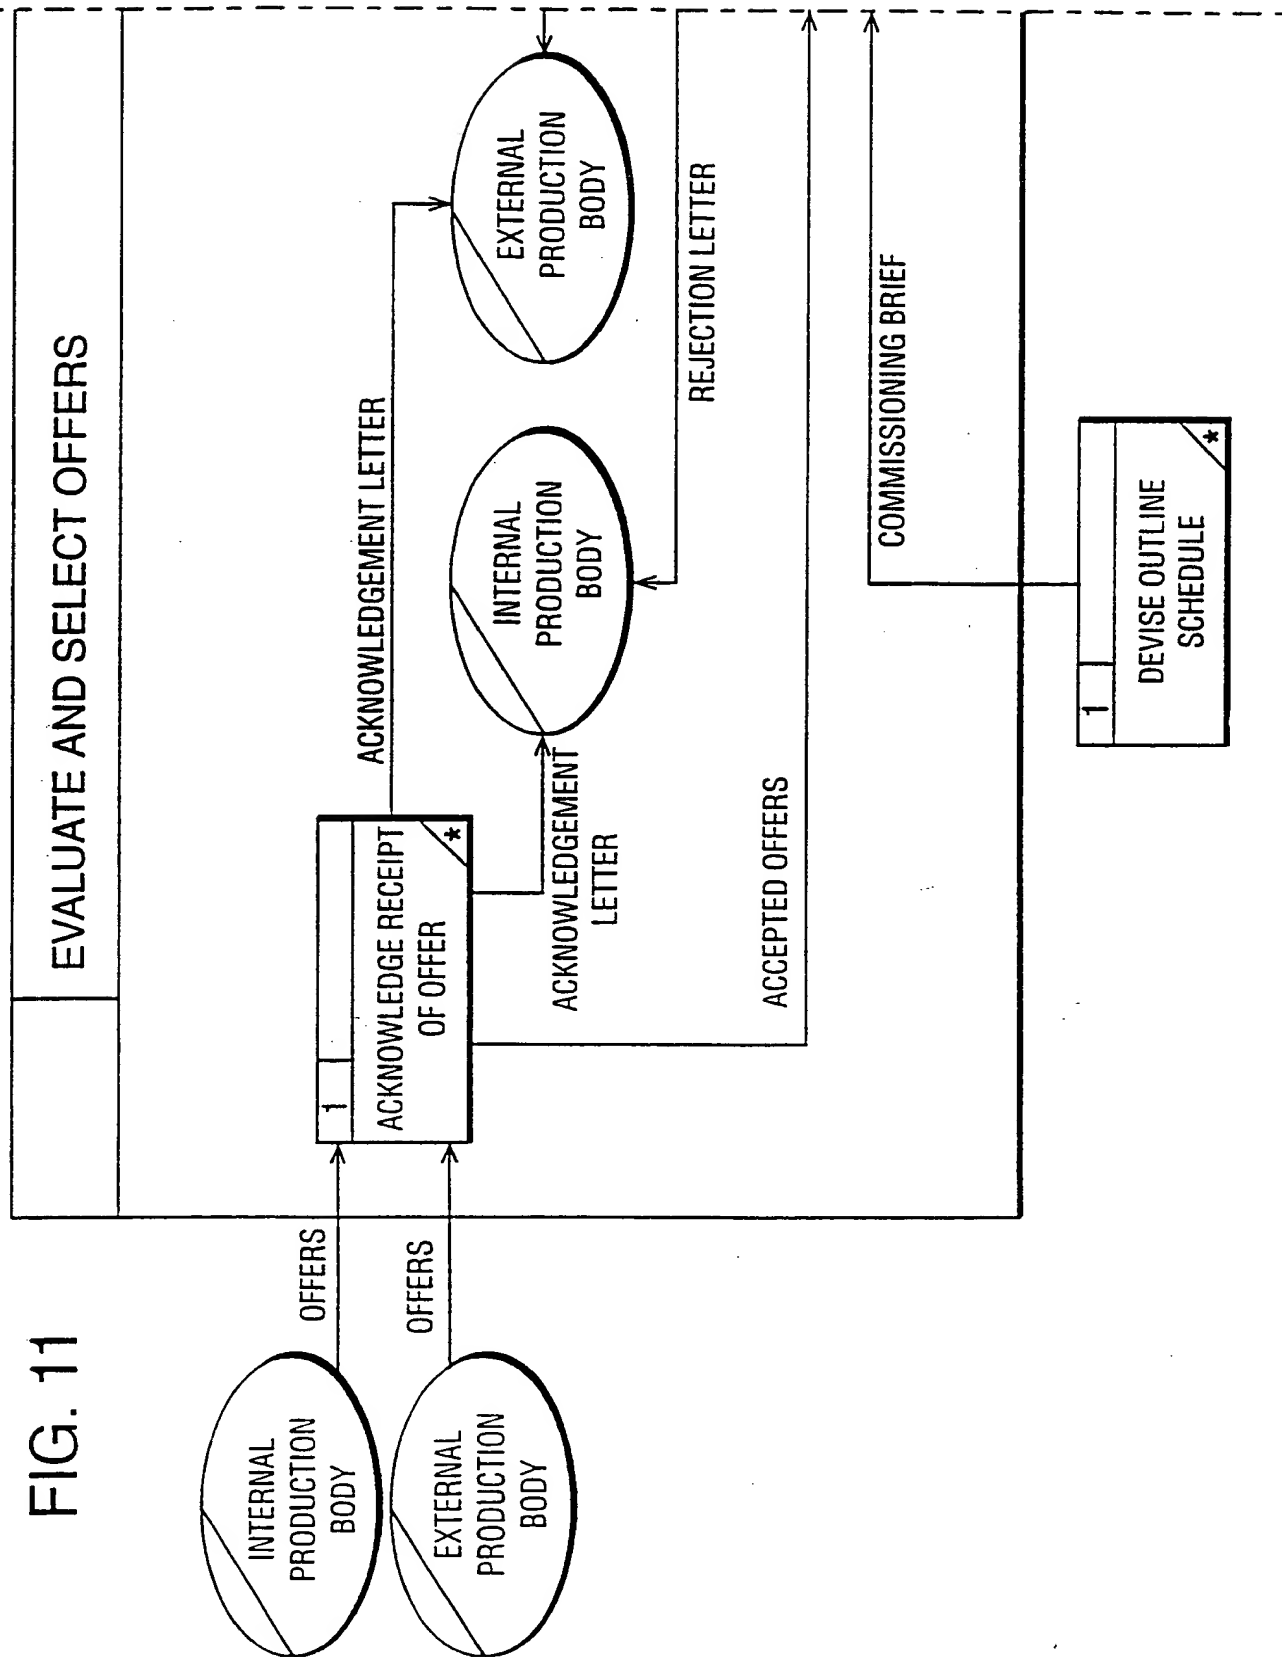 FIG. 11
EVALUATE AND SELECT OFFERS
INTERNAL
PRODUCTION
BODY
EXTERNAL
PRODUCTION
BODY
OFFERS
OFFERS
1
ACKNOWLEDGE RECEIPT
OF OFFER
*
ACKNOWLEDGEMENT LETTER
ACKNOWLEDGEMENT
LETTER
INTERNAL
PRODUCTION
BODY
EXTERNAL
PRODUCTION
BODY
REJECTION LETTER
ACCEPTED OFFERS
COMMISSIONING BRIEF
1
DEVISE OUTLINE
SCHEDULE
*